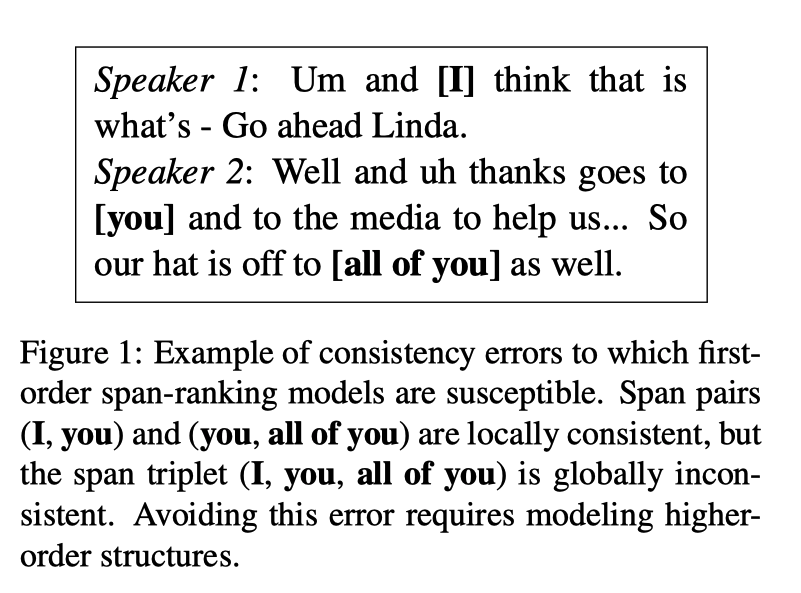 Speaker 1: Um and [I] think that is
what's - Go ahead Linda.
Speaker 2: Well and uh thanks goes to
[you] and to the media to help us... So
our hat is off to [all of you] as well.
Figure 1: Example of consistency errors to which first-
order span-ranking models are susceptible. Span pairs
(I, you) and (you, all of you) are locally consistent, but
the span triplet (I, you, all of you) is globally incon-
sistent. Avoiding this error requires modeling higher-
order structures.